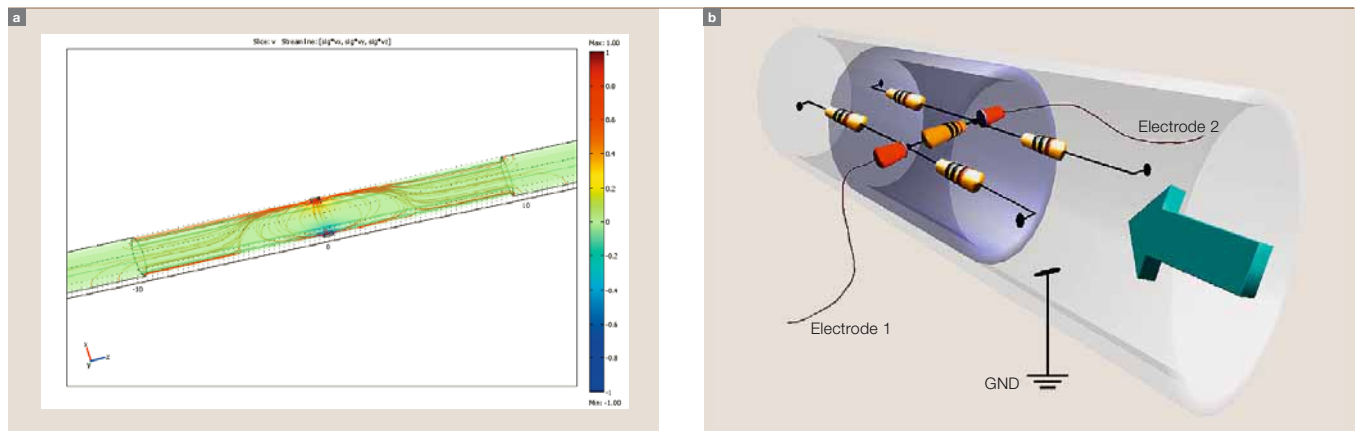 a
Slice: v Streamline: [sig*vx, sig*vy, sig*vz]
Max: 1.00
1
0.8
0.6
0.4
0.2
0
-0.2
-0.4
-0.6
-0.8
-1
Min: -1.00
10
0
-10
x
y
z
b
Electrode 2
Electrode 1
GND